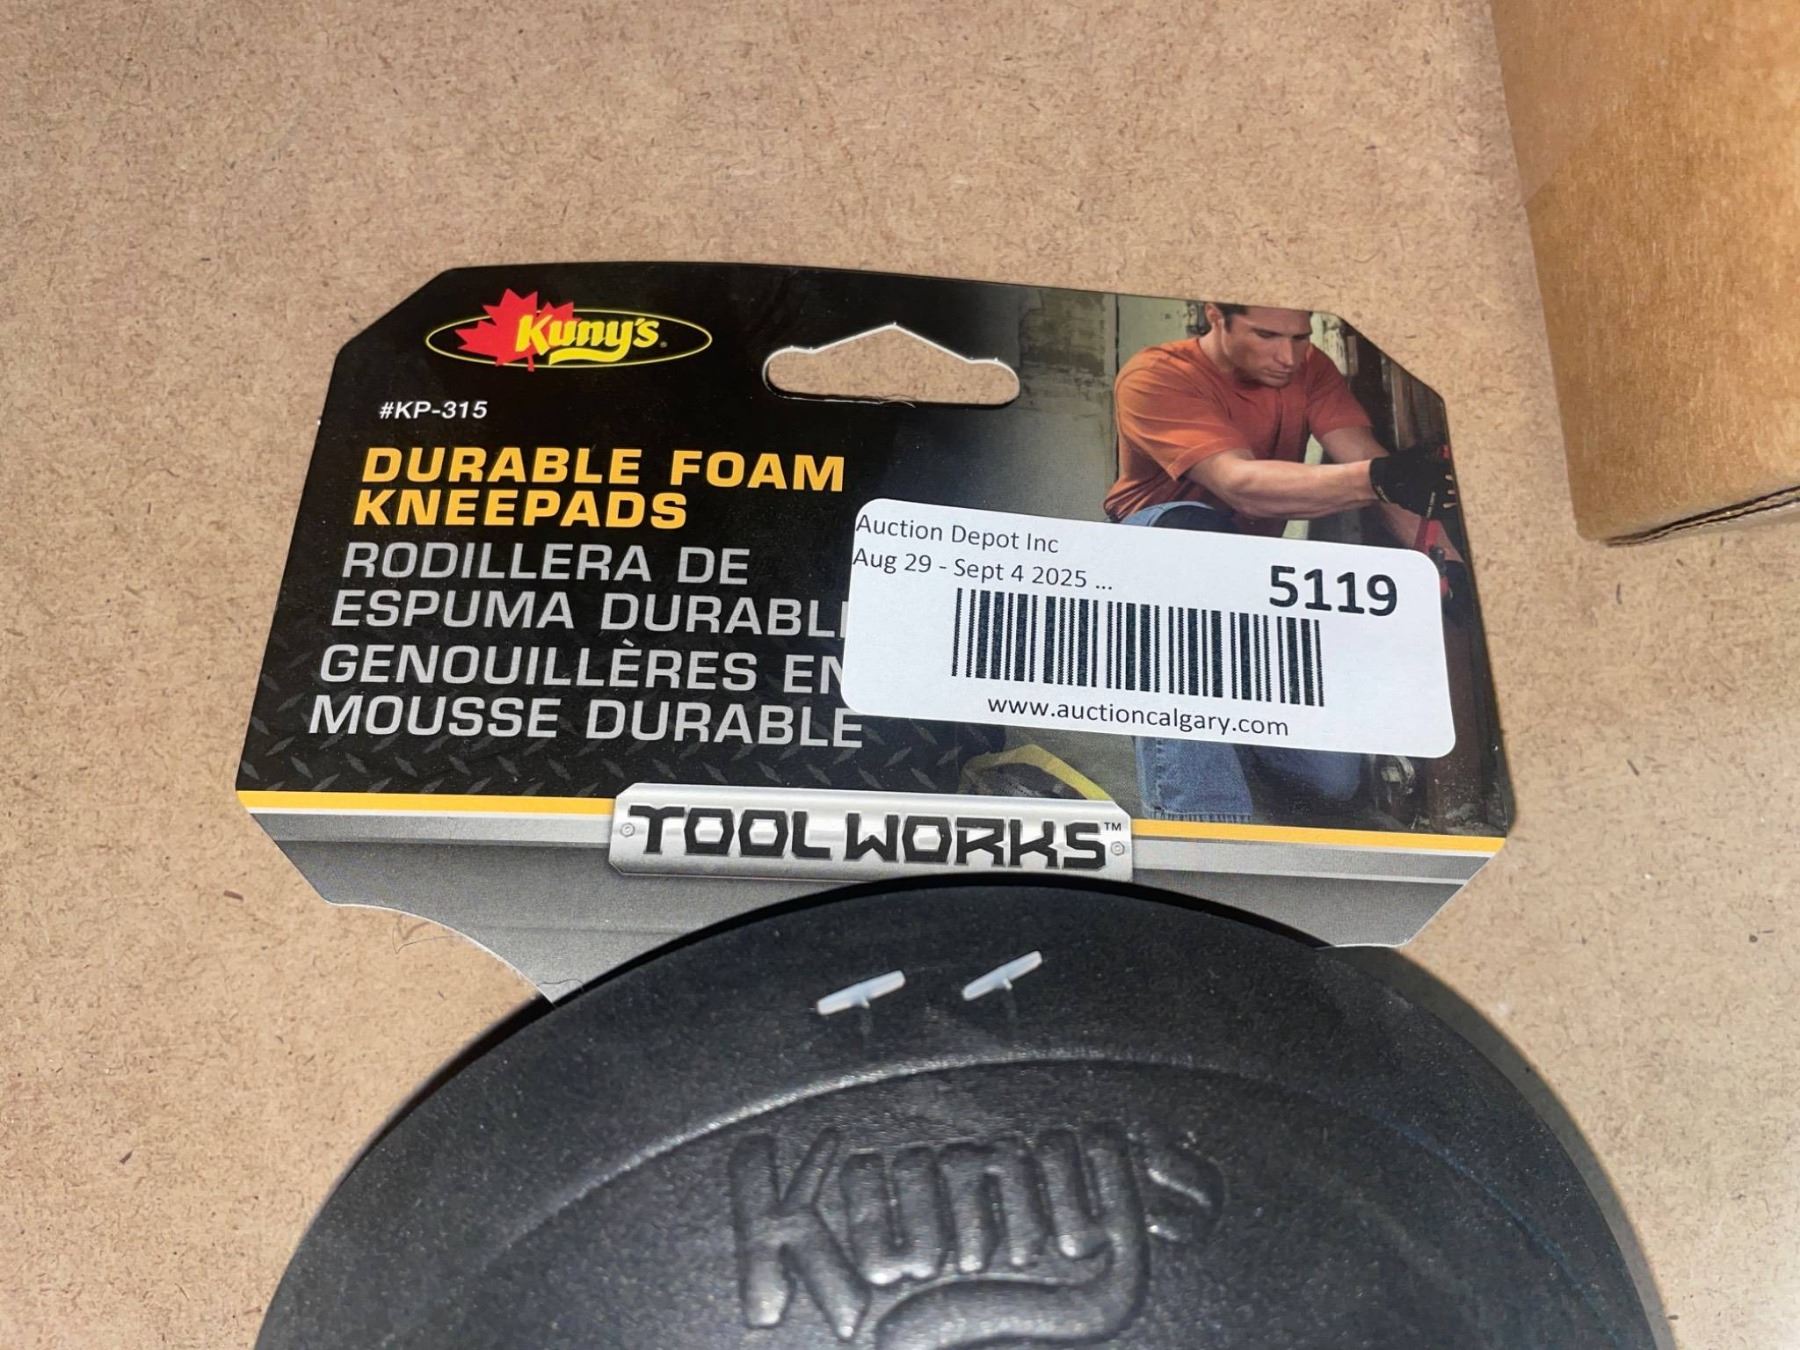 Kuny's
#KP-315
DURABLE FOAM
KNEEPADS
RODILLERA DE
ESPUMA DURABL
GENOUILLÈRES EN
MOUSSE DURABLE
Auction Depot Inc
Aug 29 - Sept 4 2025 ...
5119
www.auctioncalgary.com
TOOLWORKS™
Kuny's